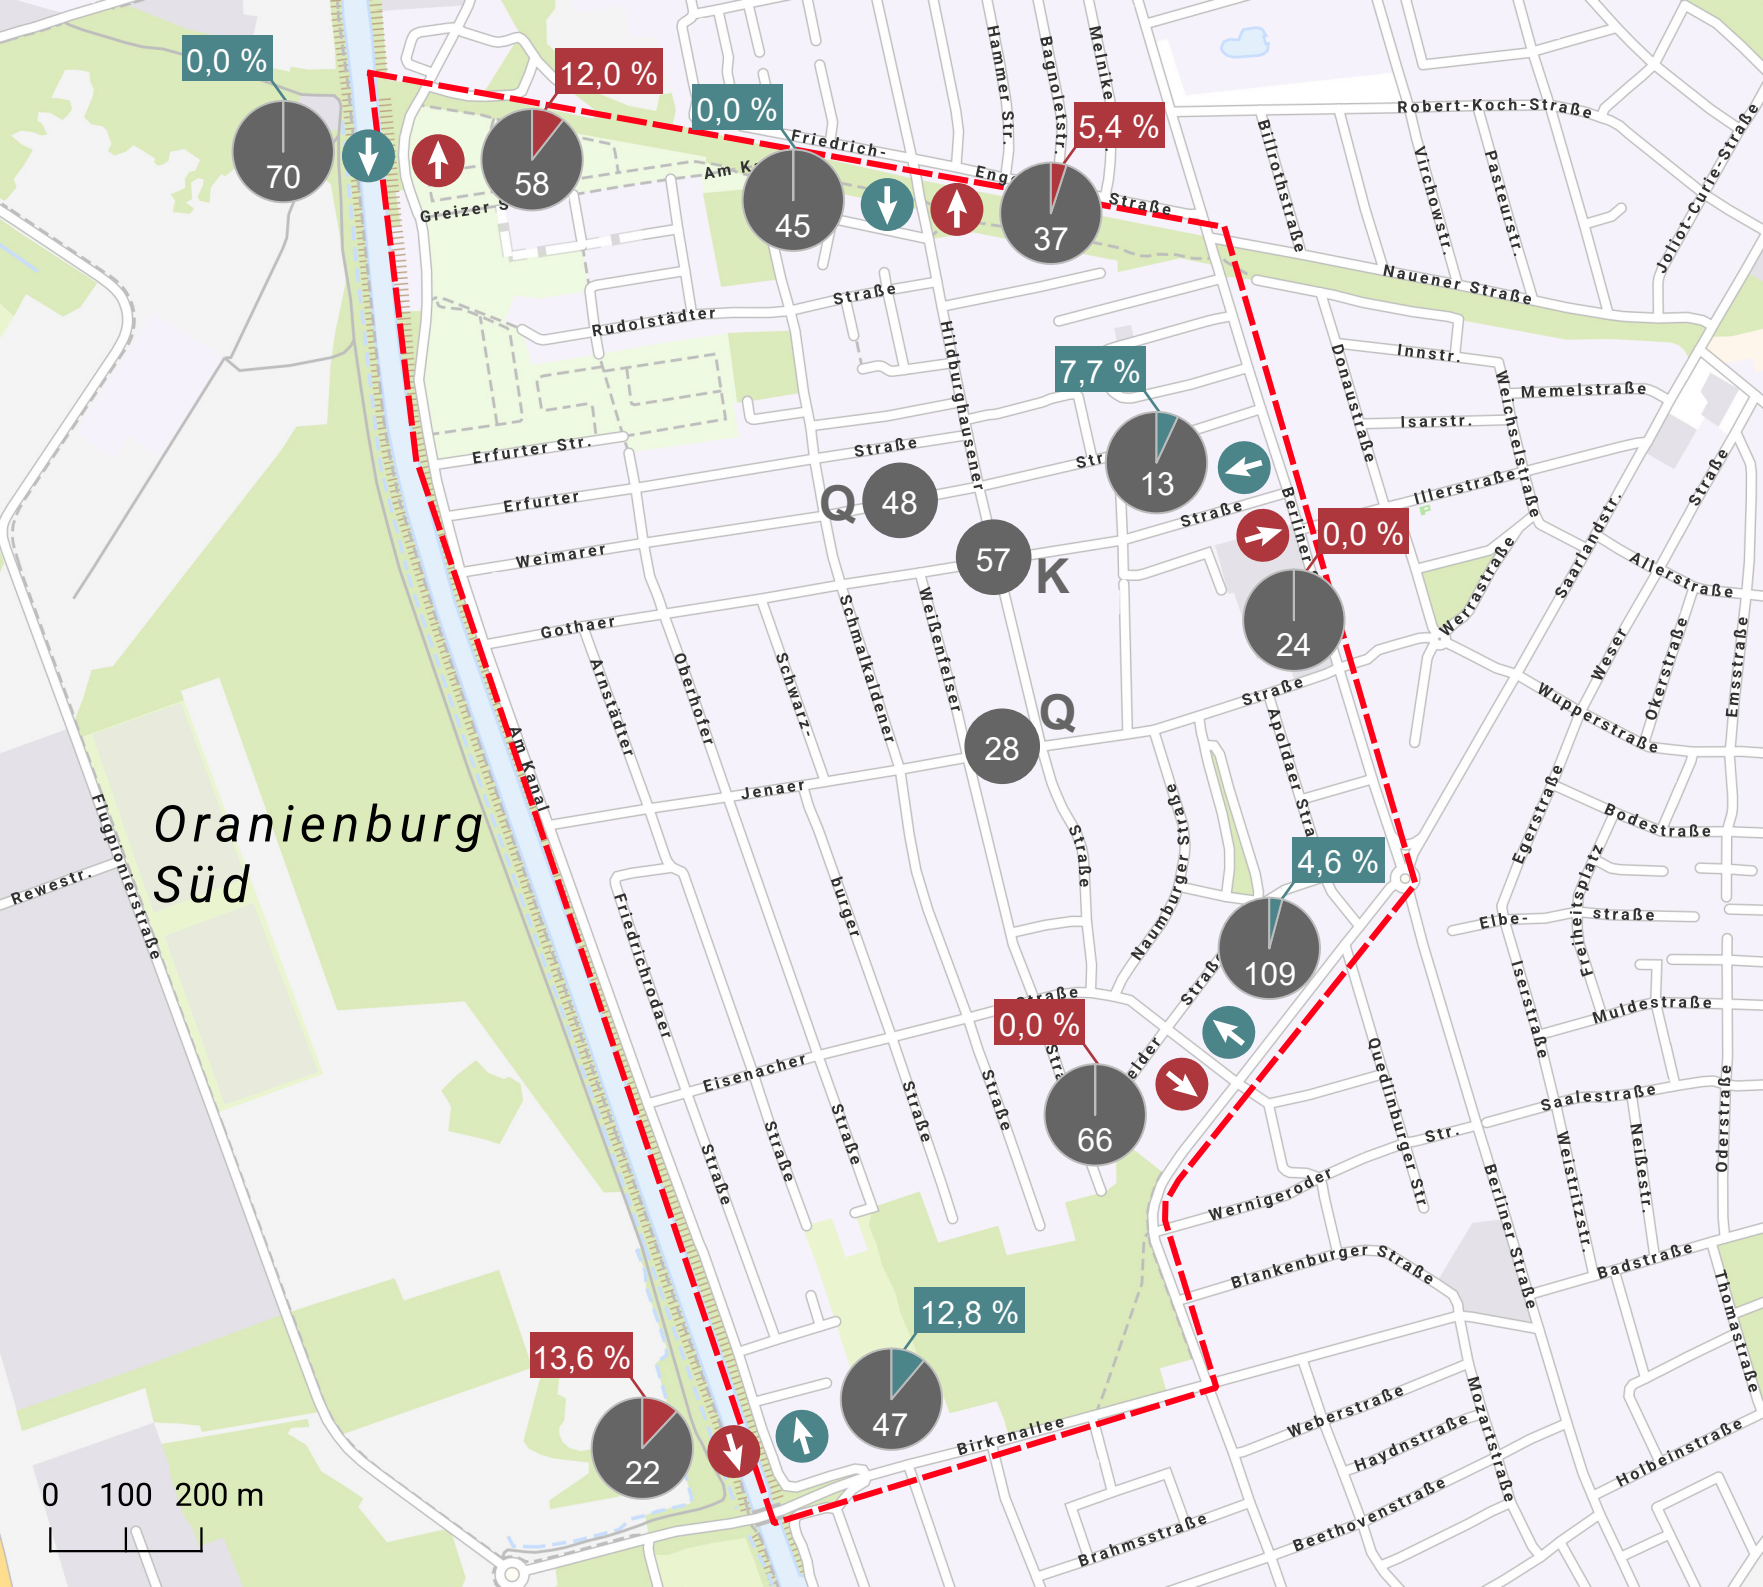 0,0 %
12,0 %
0,0 %
5,4 %
70
58
45
37
Hammer Str.
Bagnoletstr.
Robert-Koch-Straße
Billrothstraße
Virchowstr.
Pasteurstr.
Joliot-Curie-Straße
Friedrich-
Straße
Am
Greizer
Nauener Straße
Rudolstädter
Straße
Hildburghausener
7,7 %
13
Innstr.
Memelstraße
Isarstr.
Donaustraße
Weichselstraße
Illerstraße
Erfurter Str.
Straße
Erfurter
Q
48
Straße
Berliner
0,0 %
24
Weimarer
57
K
Saarlandstr.
Straße
Weser
Werrastraße
Allerstraße
Okerstraße
Emsstraße
Wupperstraße
Gothaer
Arnstädter
Oberhofer
Schwarz-
burger
Schmalkaldener
Weißenfelser
Q
28
Straße
Apoldaer
Am Kanal
Jenaer
Oranienburg
Süd
Flugpionierstraße
Rewestr.
Friedrichrodaer
Straße
Naumburger Straße
4,6 %
109
Egerstraße
Bodestraße
Freiheitsplatz
Elbe-
straße
Iserstraße
Muldestraße
Straße
Straße
0,0 %
66
Eisenacher
Straße
Straße
Straße
Straße
Straße
Quedlinburger Str
Saalestraße
Str.
Wernigeroder
Weistritzstr.
Neißestr.
Oderstraße
Berliner Straße
Blankenburger Straße
Badstraße
Thomastraße
12,8 %
47
13,6 %
22
Birkenallee
Weberstraße
Haydnstraße
Mozartstraße
Holbeinstraße
Beethovenstraße
Brahmsstraße
0 100 200 m